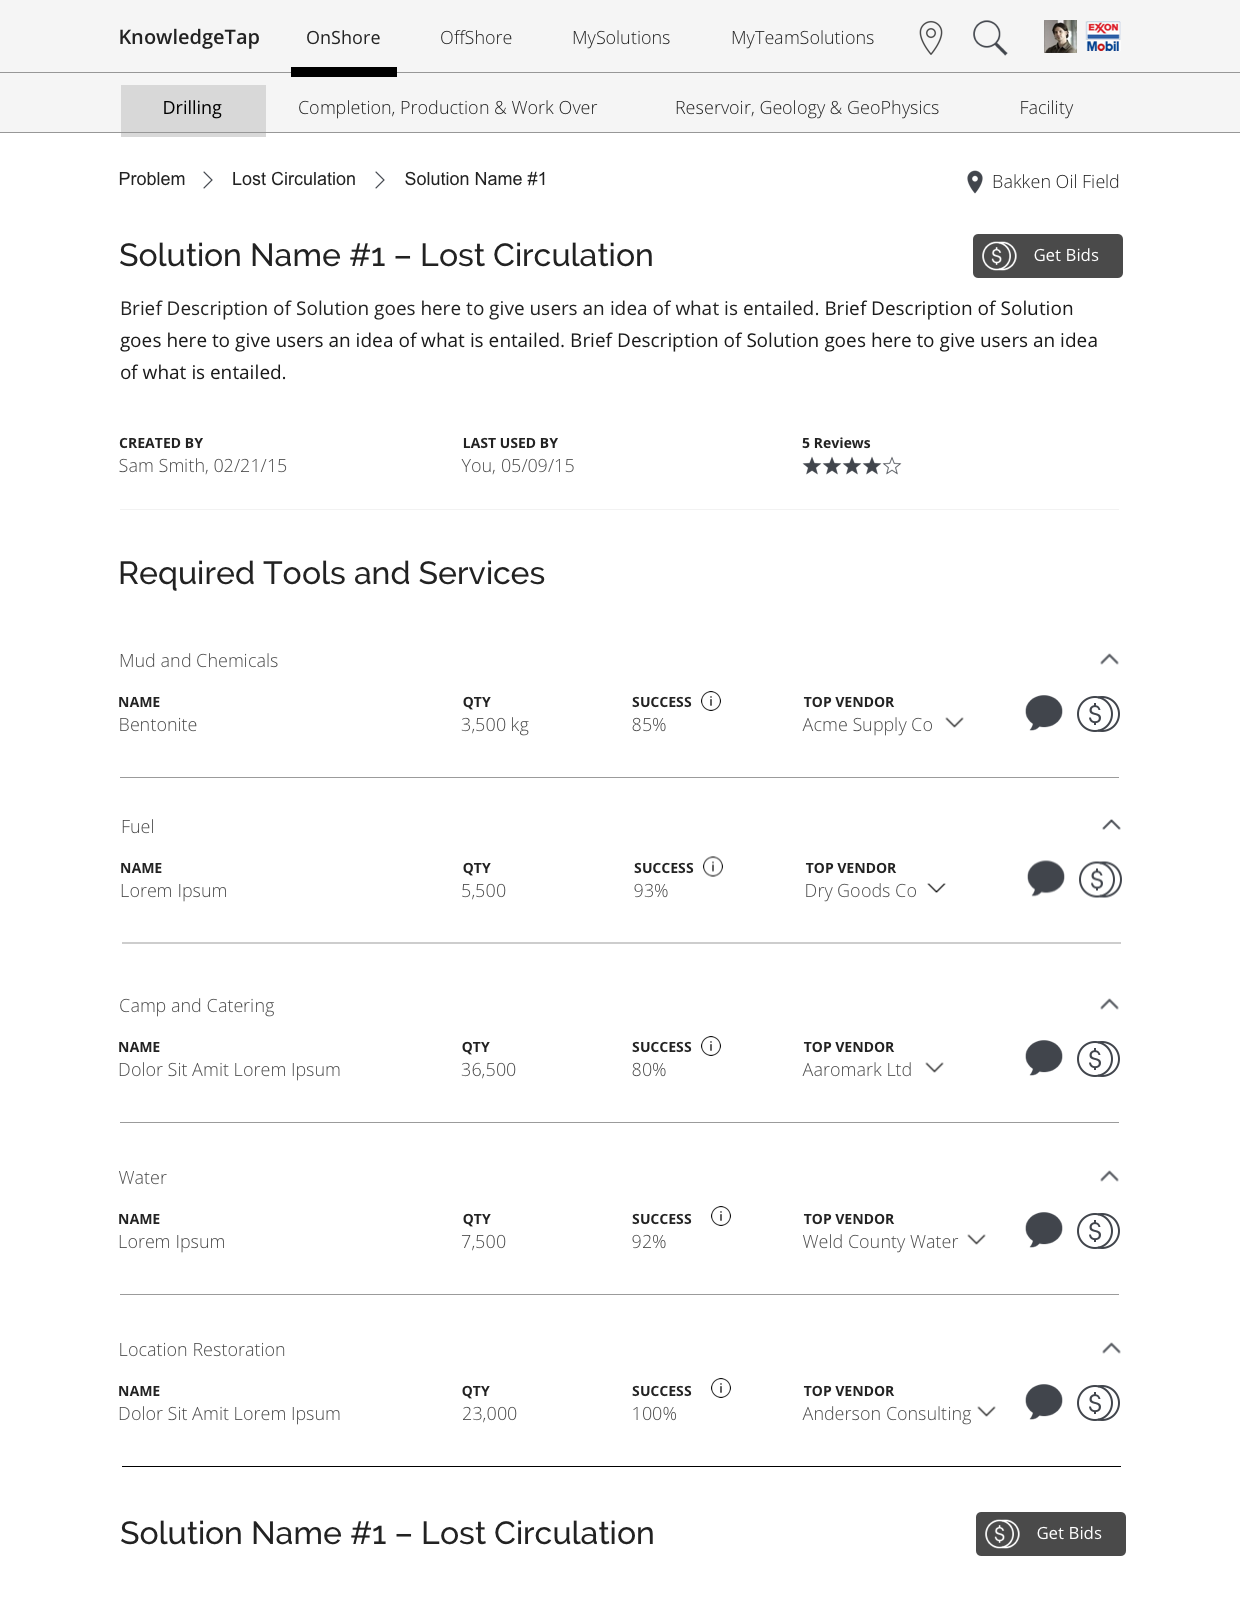 KnowledgeTap OnShore OffShore MySolutions MyTeamSolutions EXXON
Mobil
Drilling Completion, Production & Work Over Reservoir, Geology & GeoPhysics Facility
Problem Lost Circulation Solution Name #1 Bakken Oil Field
Solution Name #1 – Lost Circulation $ Get Bids
Brief Description of Solution goes here to give users an idea of what is entailed. Brief Description of Solution
goes here to give users an idea of what is entailed. Brief Description of Solution goes here to give users an idea
of what is entailed.
CREATED BY LAST USED BY 5 Reviews
Sam Smith, 02/21/15 You, 05/09/15
Required Tools and Services
Mud and Chemicals
NAME QTY SUCCESS i TOP VENDOR
Bentonite 3,500 kg 85% Acme Supply Co $
Fuel
NAME QTY SUCCESS i TOP VENDOR
Lorem Ipsum 5,500 93% Dry Goods Co $
Camp and Catering
NAME QTY SUCCESS i TOP VENDOR
Dolor Sit Amit Lorem Ipsum 36,500 80% Aaromark Ltd $
Water
NAME QTY SUCCESS i TOP VENDOR
Lorem Ipsum 7,500 92% Weld County Water $
Location Restoration
NAME QTY SUCCESS i TOP VENDOR
Dolor Sit Amit Lorem Ipsum 23,000 100% Anderson Consulting $
Solution Name #1 – Lost Circulation $ Get Bids